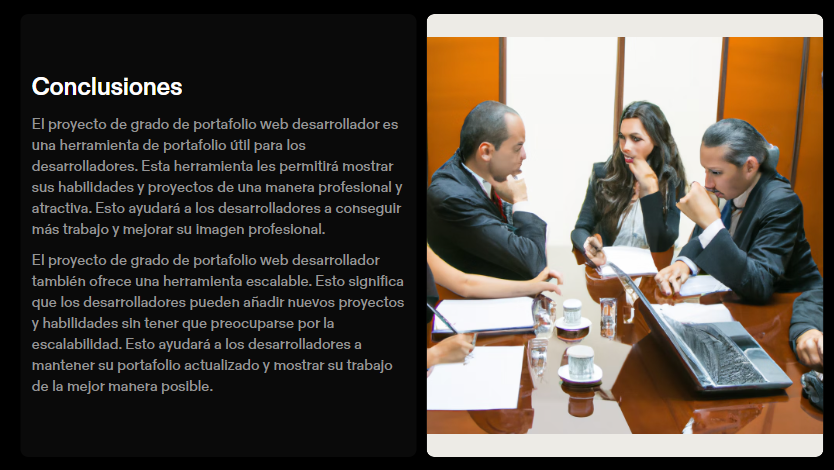 Conclusiones
El proyecto de grado de portafolio web desarrollador es
una herramienta de portafolio útil para los
desarrolladores. Esta herramienta les permitirá mostrar
sus habilidades y proyectos de una manera profesional y
atractiva. Esto ayudará a los desarrolladores a conseguir
más trabajo y mejorar su imagen profesional.
El proyecto de grado de portafolio web desarrollador
también ofrece una herramienta escalable. Esto significa
que los desarrolladores pueden añadir nuevos proyectos
y habilidades sin tener que preocuparse por la
escalabilidad. Esto ayudará a los desarrolladores a
mantener su portafolio actualizado y mostrar su trabajo
de la mejor manera posible.